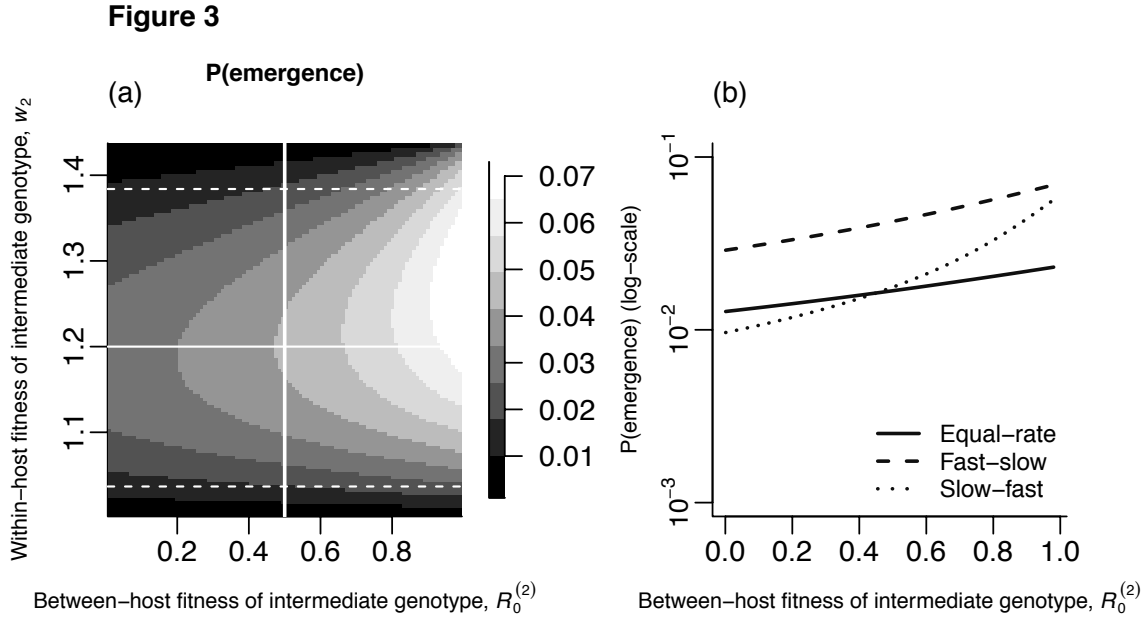 Figure 3
P(emergence)
(a)
Within−host fitness of intermediate genotype, w₂
1.4
1.3
1.2
1.1
0.2 0.4 0.6 0.8
Between−host fitness of intermediate genotype, R₀⁽²⁾
0.07
0.06
0.05
0.04
0.03
0.02
0.01
(b)
P(emergence) (log−scale)
10⁻¹
10⁻²
10⁻³
Equal−rate
Fast−slow
Slow−fast
0.0 0.2 0.4 0.6 0.8 1.0
Between−host fitness of intermediate genotype, R₀⁽²⁾